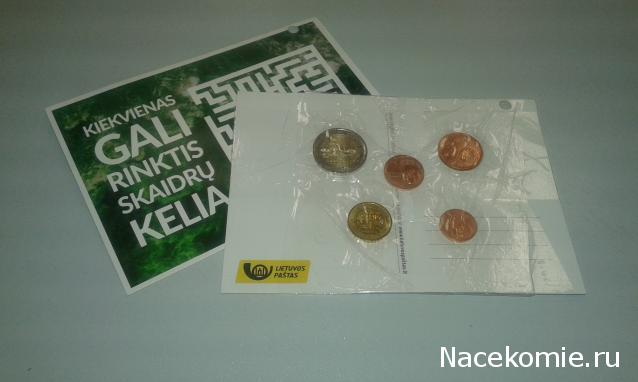 KIEKVIENAS
GALI
RINKTIS
SKAIDRŲ
KELIĄ
LIETUVOS
PAŠTAS
Nacekomie.ru